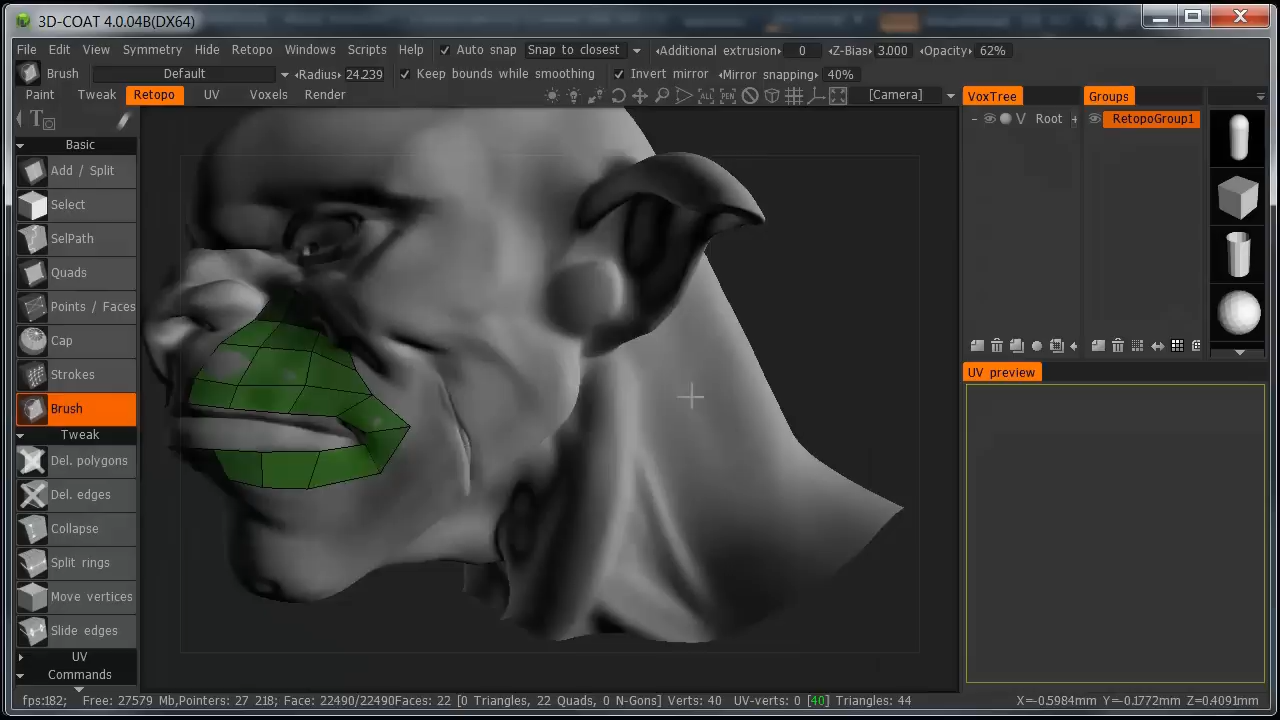 3D-COAT 4.0.04B(DX64)
File Edit View Symmetry Hide Retopo Windows Scripts Help Auto snap Snap to closest Additional extrusion 0 Z-Bias 3.000 Opacity 62%
Brush Default Radius 24.239 Keep bounds while smoothing Invert mirror Mirror snapping 40%
Paint Tweak Retopo UV Voxels Render ALL PEN [Camera] VoxTree Groups
V Root RetopoGroup1
T
Basic
Add / Split
Select
SelPath
Quads
Points / Faces
Cap
UV preview
Strokes
Brush
Tweak
Del. polygons
Del. edges
Collapse
Split rings
Move vertices
Slide edges
UV
Commands
fps:182; Free: 27579 Mb,Pointers: 27 218; Face: 22490/22490Faces: 22 [0 Triangles, 22 Quads, 0 N-Gons] Verts: 40 UV-verts: 0 [40] Triangles: 44 X=-0.5984mm Y=-0.1772mm Z=0.4091mm